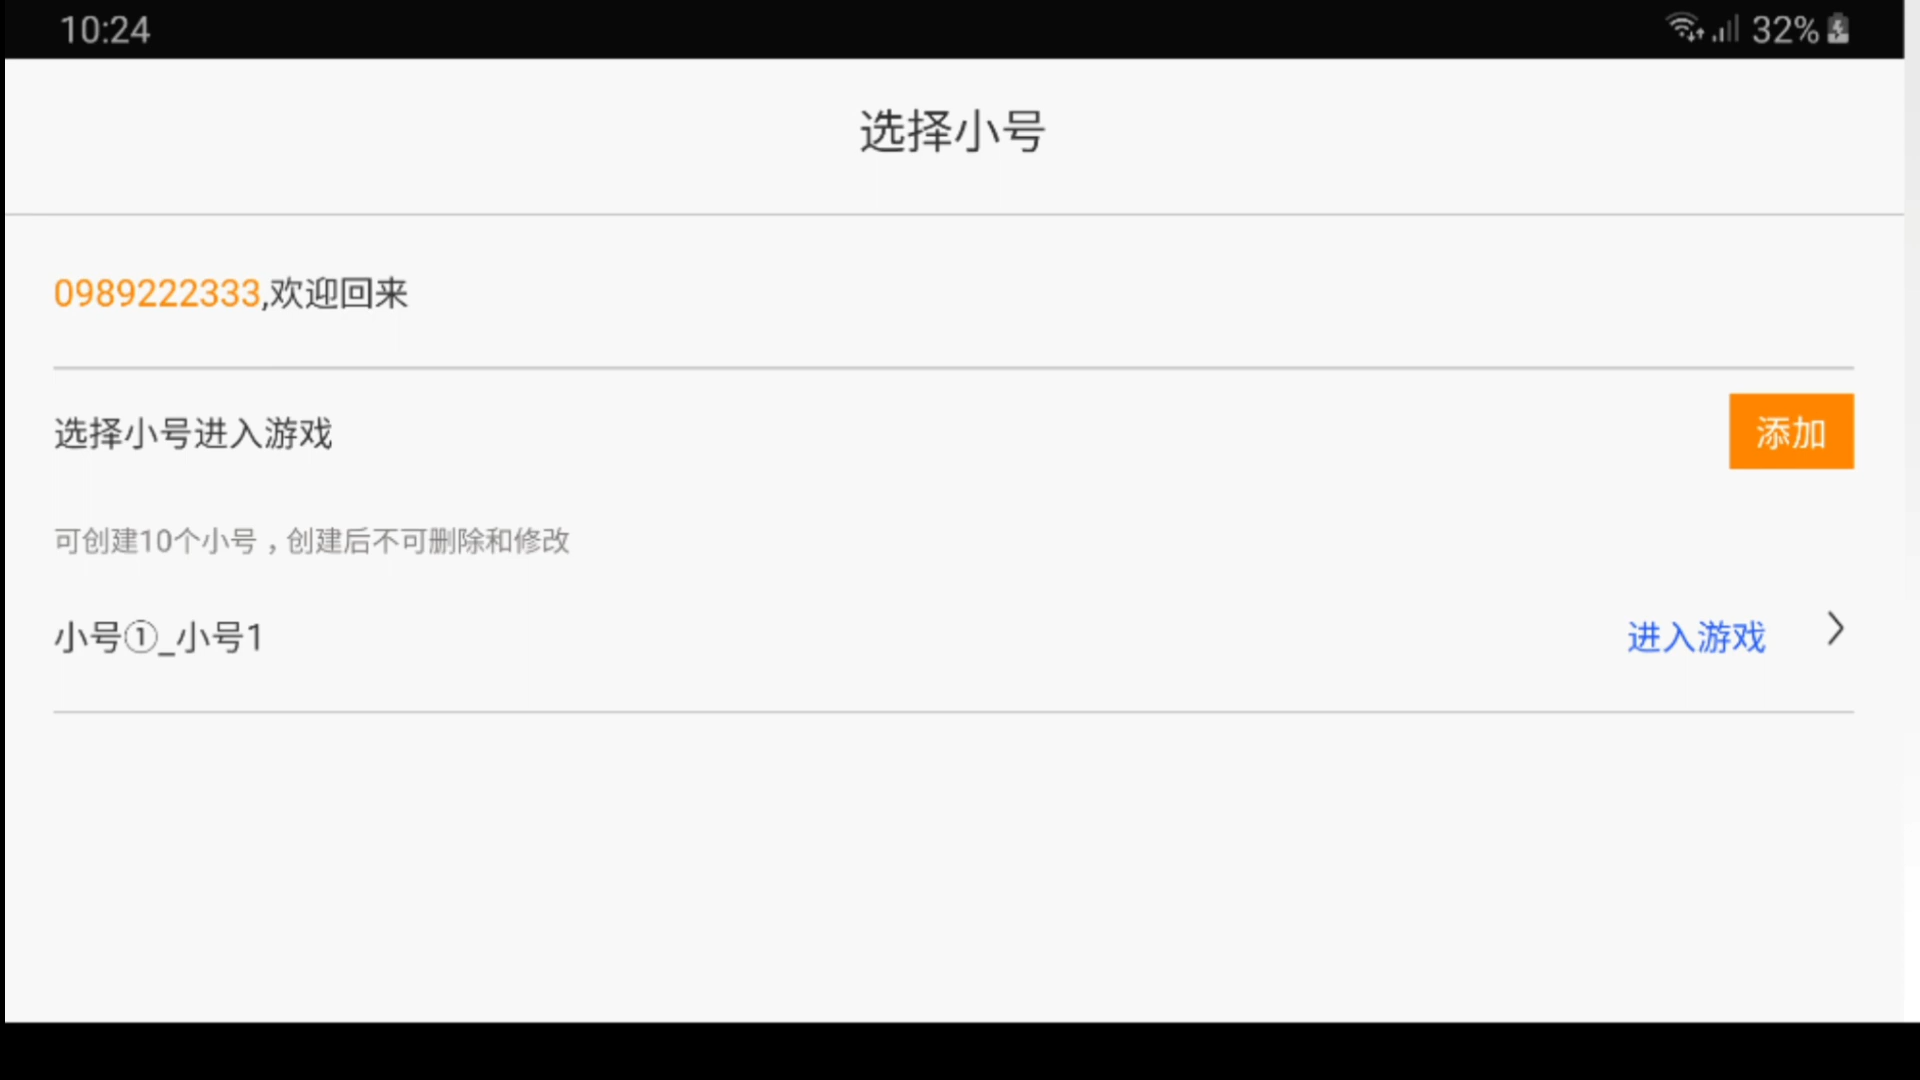 10:24
32%
选择小号
0989222333,欢迎回来
选择小号进入游戏
添加
可创建10个小号，创建后不可删除和修改
小号①_小号1
进入游戏